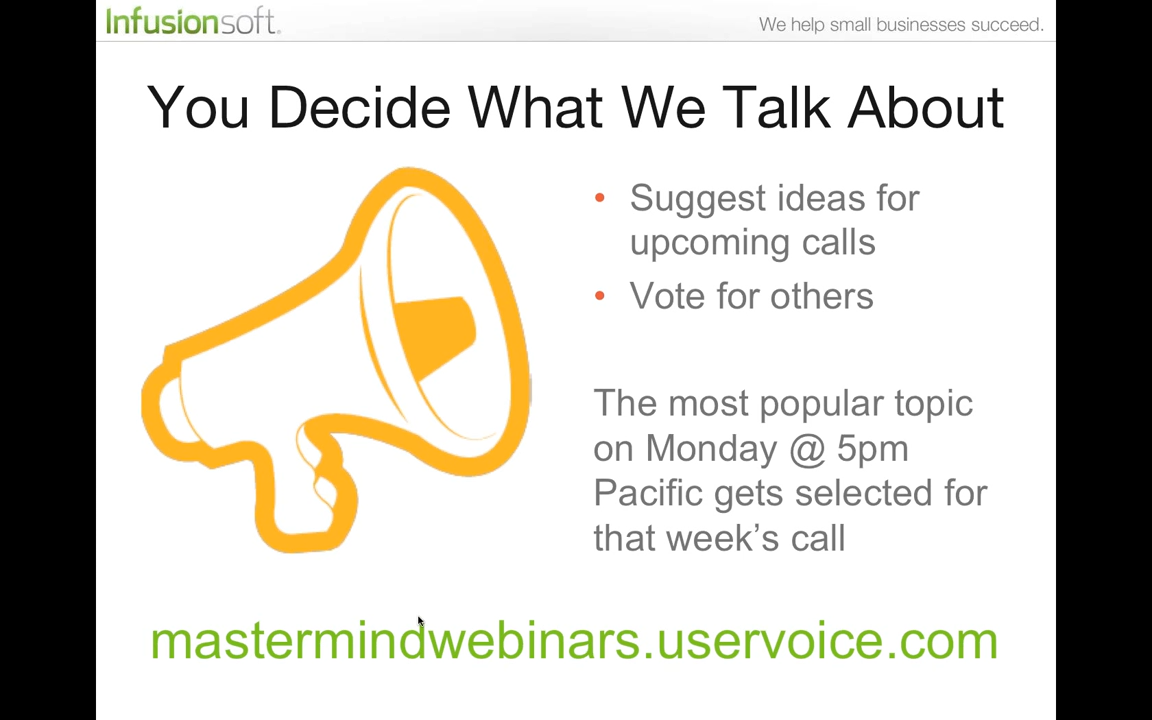 Infusionsoft.
We help small businesses succeed.
You Decide What We Talk About
• Suggest ideas for
upcoming calls
• Vote for others
The most popular topic
on Monday @ 5pm
Pacific gets selected for
that week’s call
mastermindwebinars.uservoice.com